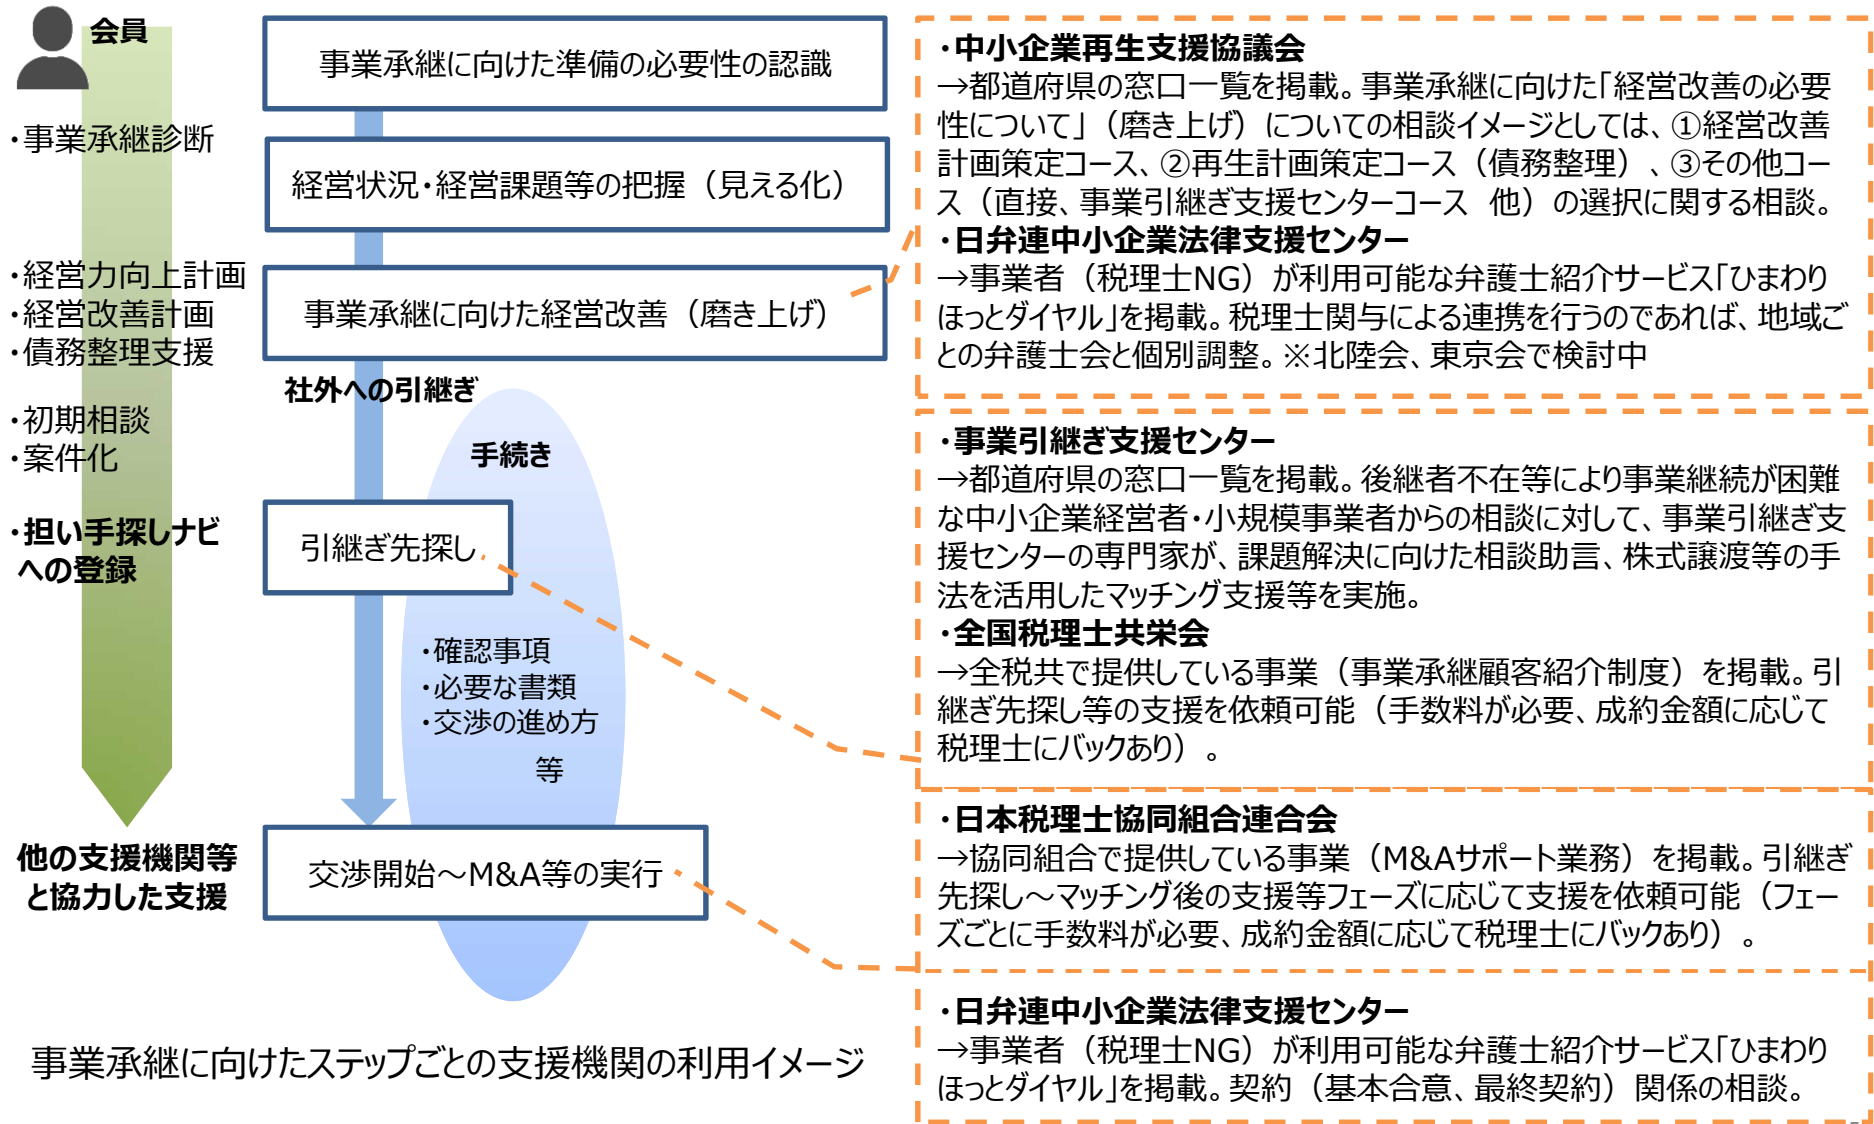 会員
・事業承継診断
・経営力向上計画
・経営改善計画
・債務整理支援
・初期相談
・案件化
・担い手探しナビ
への登録
他の支援機関等
と協力した支援
事業承継に向けた準備の必要性の認識
経営状況・経営課題等の把握（見える化）
事業承継に向けた経営改善（磨き上げ）
社外への引継ぎ
手続き
引継ぎ先探し
・確認事項
・必要な書類
・交渉の進め方
等
交渉開始～M&A等の実行
事業承継に向けたステップごとの支援機関の利用イメージ
・中小企業再生支援協議会
→都道府県の窓口一覧を掲載。事業承継に向けた「経営改善の必要
性について」（磨き上げ）についての相談イメージとしては、①経営改善
計画策定コース、②再生計画策定コース（債務整理）、③その他コー
ス（直接、事業引継ぎ支援センターコース　他）の選択に関する相談。
・日弁連中小企業法律支援センター
→事業者（税理士NG）が利用可能な弁護士紹介サービス「ひまわり
ほっとダイヤル」を掲載。税理士関与による連携を行うのであれば、地域ご
との弁護士会と個別調整。※北陸会、東京会で検討中
・事業引継ぎ支援センター
→都道府県の窓口一覧を掲載。後継者不在等により事業継続が困難
な中小企業経営者・小規模事業者からの相談に対して、事業引継ぎ支
援センターの専門家が、課題解決に向けた相談助言、株式譲渡等の手
法を活用したマッチング支援等を実施。
・全国税理士共栄会
→全税共で提供している事業（事業承継顧客紹介制度）を掲載。引
継ぎ先探し等の支援を依頼可能（手数料が必要、成約金額に応じて
税理士にバックあり）。
・日本税理士協同組合連合会
→協同組合で提供している事業（M&Aサポート業務）を掲載。引継ぎ
先探し～マッチング後の支援等フェーズに応じて支援を依頼可能（フェー
ズごとに手数料が必要、成約金額に応じて税理士にバックあり）。
・日弁連中小企業法律支援センター
→事業者（税理士NG）が利用可能な弁護士紹介サービス「ひまわり
ほっとダイヤル」を掲載。契約（基本合意、最終契約）関係の相談。